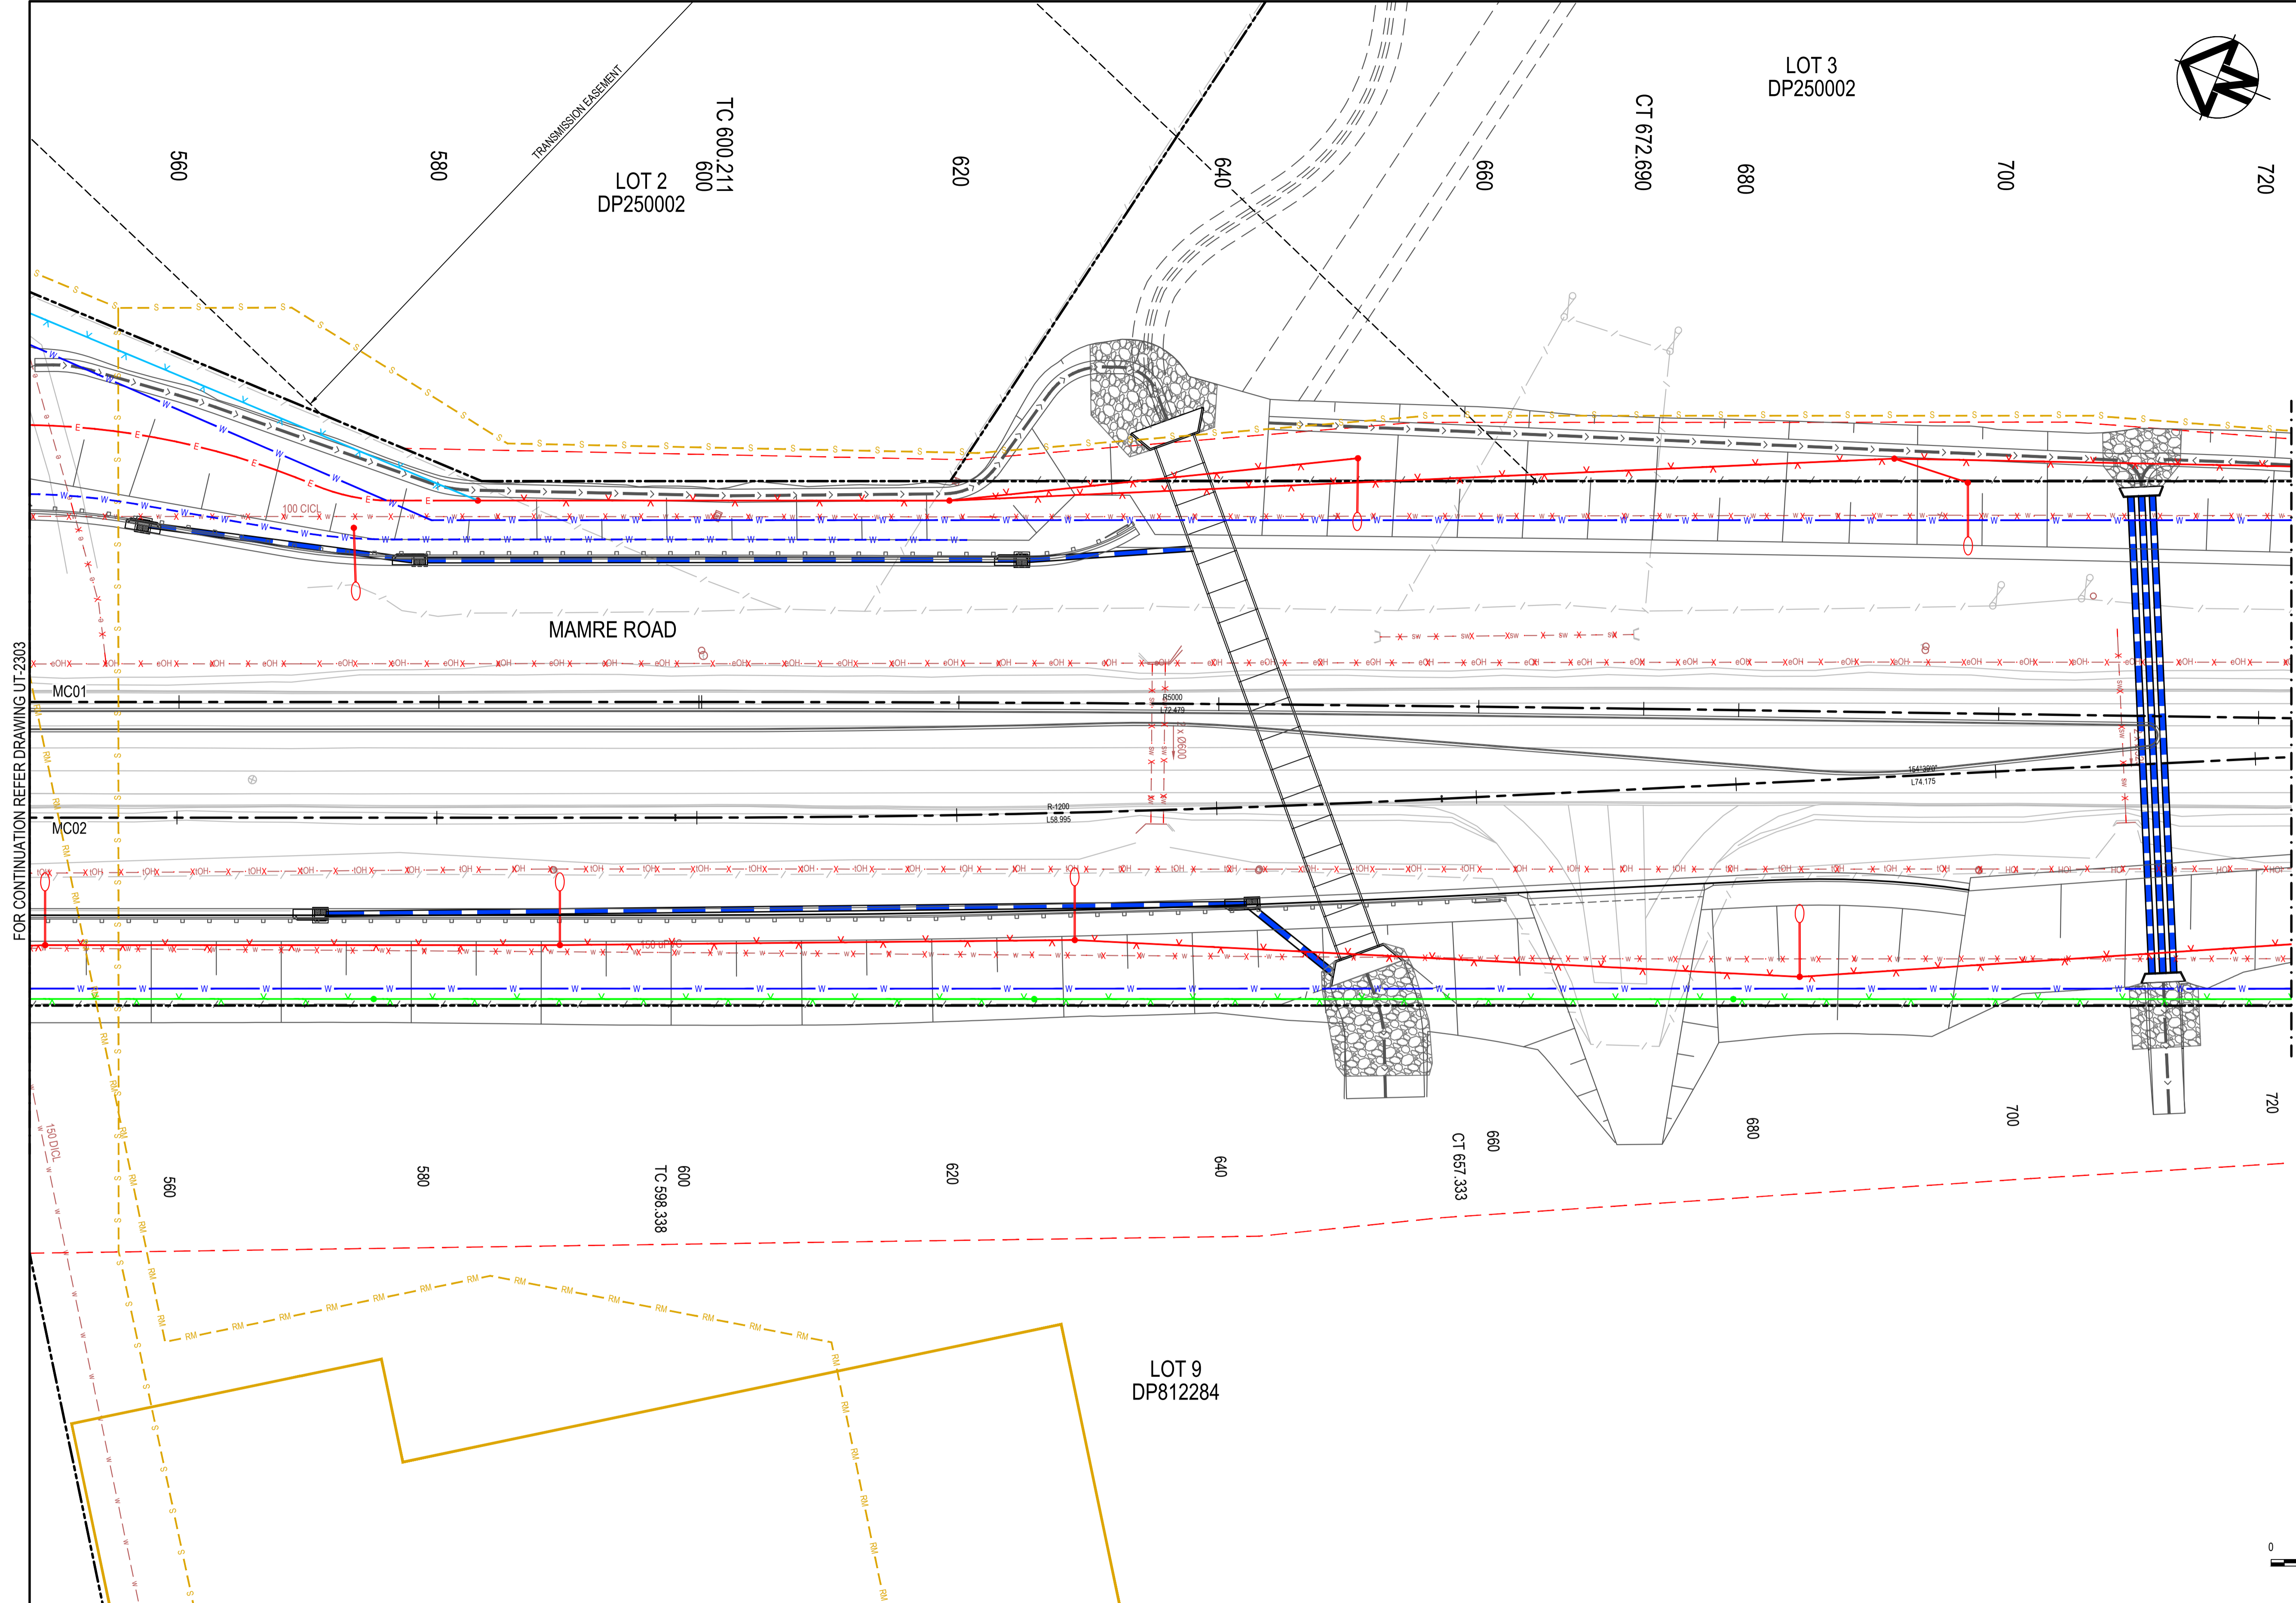 LOT 3
DP250002
N
TRANSMISSION EASEMENT
LOT 2
DP250002
560
580
600
TC 600.211
620
640
660
CT 672.690
680
700
720
100 CICL
MAMRE ROAD
FOR CONTINUATION REFER DRAWING UT-2303
MC01
R5000
L72.479
2 x Ø600
MC02
R-1200
L58.995
L74.175
150 uPVC
150 DICL
560
580
600
TC 598.338
620
640
660
CT 657.333
680
700
720
LOT 9
DP812284
0